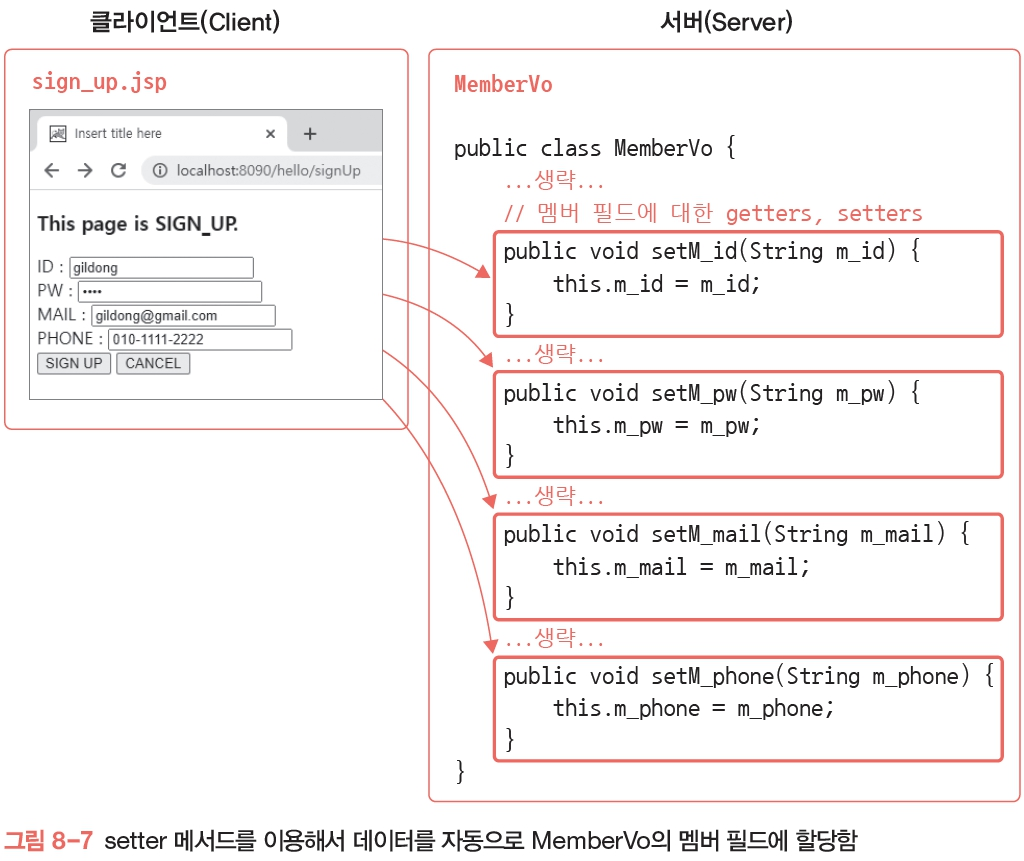 클라이언트(Client)
서버(Server)
sign_up.jsp
Insert title here
localhost:8090/hello/signUp
This page is SIGN_UP.
ID : gildong
PW : ••••
MAIL : gildong@gmail.com
PHONE : 010-1111-2222
SIGN UP CANCEL
MemberVo
public class MemberVo {
...생략...
// 멤버 필드에 대한 getters, setters
public void setM_id(String m_id) {
this.m_id = m_id;
}
...생략...
public void setM_pw(String m_pw) {
this.m_pw = m_pw;
}
...생략...
public void setM_mail(String m_mail) {
this.m_mail = m_mail;
}
...생략...
public void setM_phone(String m_phone) {
this.m_phone = m_phone;
}
}
그림 8-7 setter 메서드를 이용해서 데이터를 자동으로 MemberVo의 멤버 필드에 할당함